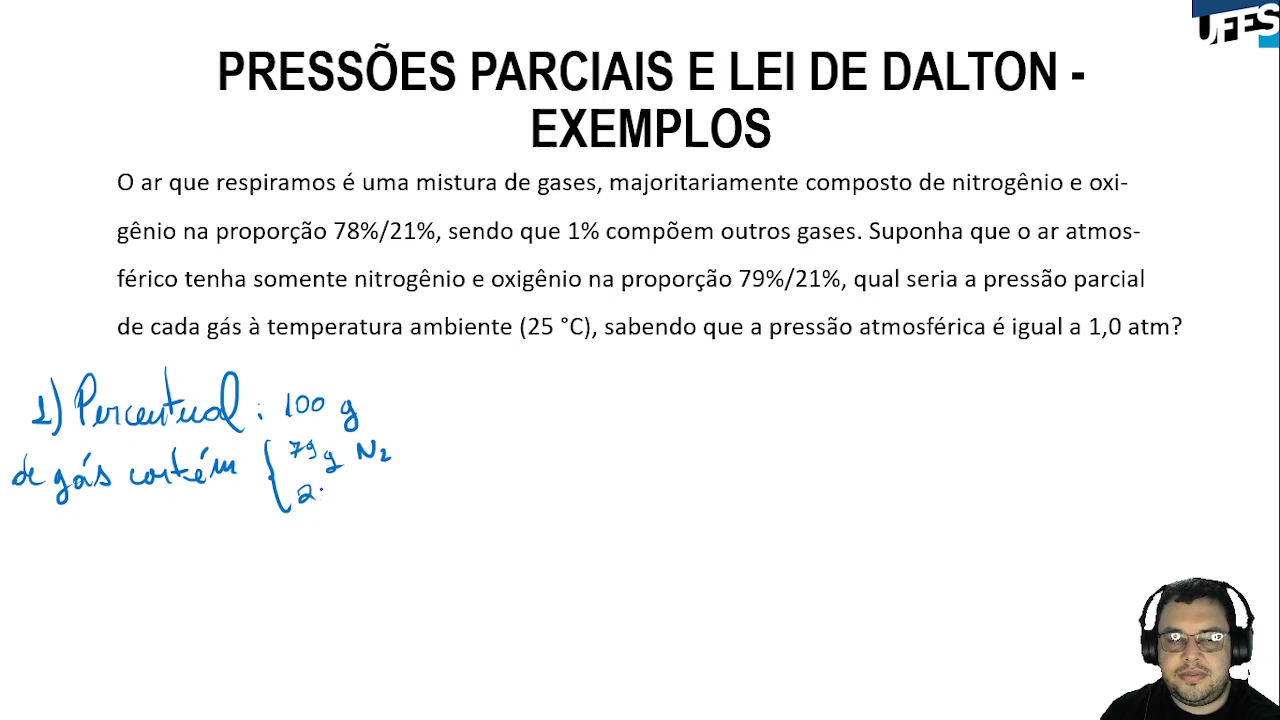 UFES
PRESSÕES PARCIAIS E LEI DE DALTON -
EXEMPLOS
O ar que respiramos é uma mistura de gases, majoritariamente composto de nitrogênio e oxi-
gênio na proporção 78%/21%, sendo que 1% compõem outros gases. Suponha que o ar atmos-
férico tenha somente nitrogênio e oxigênio na proporção 79%/21%, qual seria a pressão parcial
de cada gás à temperatura ambiente (25 °C), sabendo que a pressão atmosférica é igual a 1,0 atm?
1) Percentual: 100 g
de gás contém { 79 g N2
2